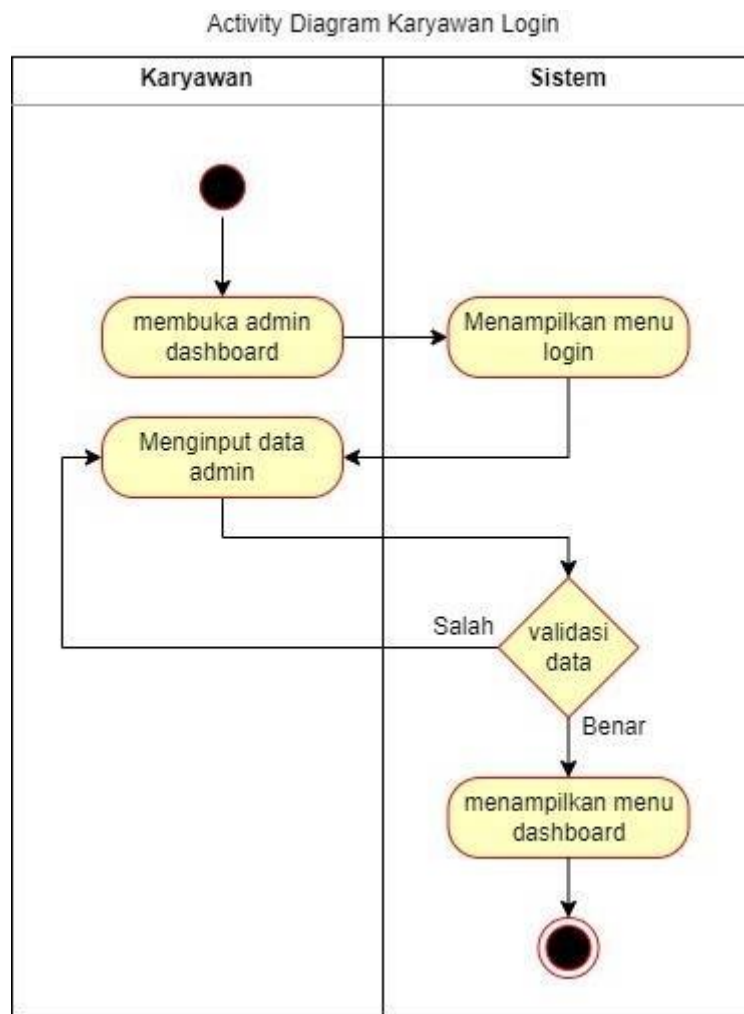 Activity Diagram Karyawan Login
Karyawan
Sistem
membuka admin
dashboard
Menampilkan menu
login
Menginput data
admin
Salah
validasi
data
Benar
menampilkan menu
dashboard